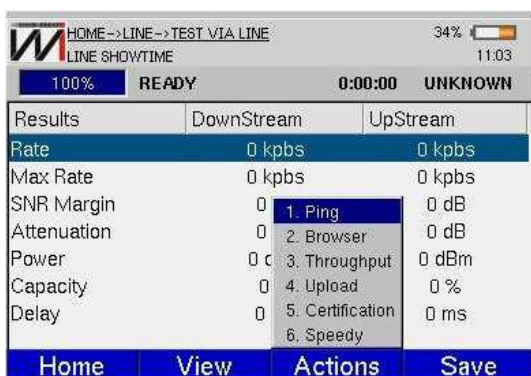 HOME->LINE->TEST VIA LINE 34%
LINE SHOWTIME 11:03
100% READY 0:00:00 UNKNOWN
Results DownStream UpStream
Rate 0 kpbs 0 kpbs
Max Rate 0 kpbs 0 kpbs
SNR Margin 0 0 dB
Attenuation 0 0 dB
Power 0 d 0 dBm
Capacity 0 0 %
Delay 0 0 ms
1. Ping
2. Browser
3. Throughput
4. Upload
5. Certification
6. Speedy
Home View Actions Save